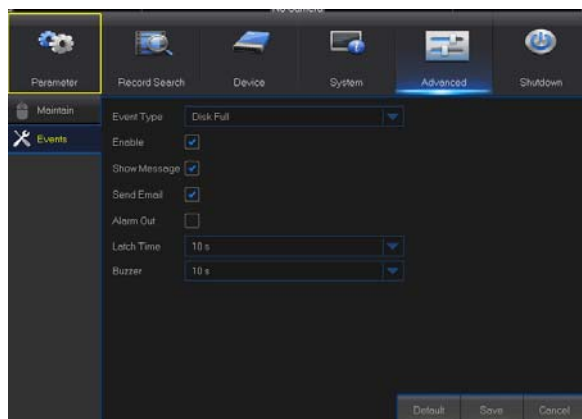 No Camera
Parameter Record Search Device System Advanced Shutdown
Maintain
Events
Event Type Disk Full
Enable
Show Message
Send Email
Alarm Out
Latch Time 10 s
Buzzer 10 s
Default Save Cancel